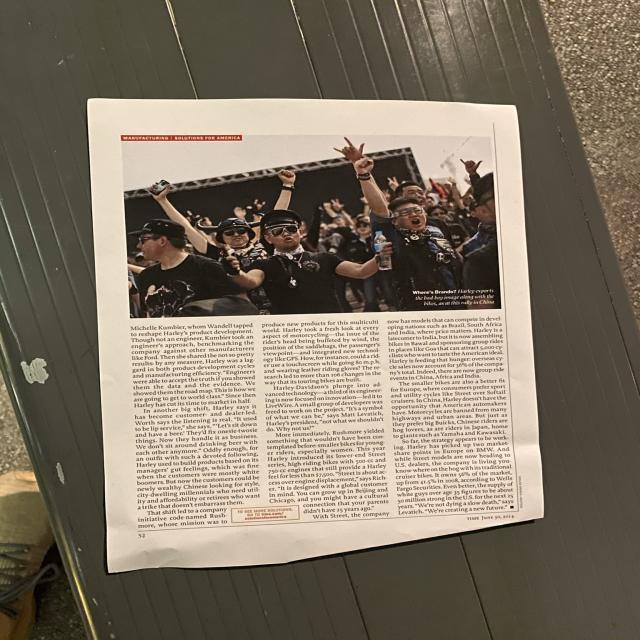 MANUFACTURING | SOLUTIONS FOR AMERICA
Where's Brando? Harley exports
the bad boy image along with the
bikes, as at this rally in China
Michelle Kumbier, whom Wandell tapped
to reshape Harley's product development.
Though not an engineer, Kumbier took an
engineer's approach, benchmarking the
company against other manufacturers
like Ford. Then she shared the not so pretty
results: by any measure, Harley was a lag-
gard in both product development cycles
and manufacturing efficiency. "Engineers
were able to accept the truth if you showed
them the data and the evidence. We
showed them the road map. This is how we
are going to get to world class." Since then
Harley has cut its time to market in half.
In another big shift, Harley says it
has become customer- and dealer-led.
Worth says the listening is real. "It used
to be lip service," she says. "'Let's sit down
and have a beer.' They'd fix onesie-twosie
things. Now they handle it as business.
We don't sit around drinking beer with
each other anymore." Oddly enough, for
an outfit with such a devoted following,
Harley used to build products based on its
managers' gut feelings, which was fine
when the customers were mostly white
boomers. But now the customers could be
newly wealthy Chinese looking for style,
city-dwelling millennials who need util-
ity and affordability or retirees who want
a trike that doesn't embarrass them.
That shift led to a company
initiative code-named Rush-
more, whose mission was to
produce new products for this multicultı
world. Harley took a fresh look at every
aspect of motorcycling—the issue of the
rider's head being buffeted by wind, the
position of the saddlebags, the passenger's
viewpoint—and integrated new technol-
ogy like GPS. How, for instance, could a rid-
er use a touchscreen while going 80 m.p.h.
and wearing leather riding gloves? The re-
search led to more than 106 changes in the
way that its touring bikes are built.
Harley-Davidson's plunge into ad-
vanced technology—a third of its engineer-
ing is now focused on innovation—led it to
LiveWire. A small group of developers was
freed to work on the project. "It's a symbol
of what we can be," says Matt Levatich,
Harley's president, "not what we shouldn't
do. Why not us?"
More immediately, Rushmore yielded
something that wouldn't have been con-
templated before: smaller bikes for young-
er riders, especially women. This year
Harley introduced its lower-end Street
series, high riding bikes with 500-cc and
750-cc engines that still provide a Harley
feel for less than $7,500. "Street is about ac-
cess over engine displacement," says Rich-
er. "It is designed with a global customer
in mind. You can grow up in Beijing and
Chicago, and you might have a cultural
connection that your parents
didn't have 25 years ago."
With Street, the company
now has models that can compete in devel-
oping nations such as Brazil, South Africa
and India, where price matters. Harley is a
latecomer to India, but it is now assembling
bikes in Bawal and sponsoring group rides
in places like Goa that can attract 5,000 cy-
clists who want to taste the American ideal.
Harley is feeding that hunger: overseas cy-
cle sales now account for 36% of the compa-
ny's total. Indeed, there are now group ride
events in China, Africa and India.
The smaller bikes are also a better fit
for Europe, where consumers prefer sport
and utility cycles like Street over heavy
cruisers. In China, Harley doesn't have the
opportunity that American automakers
have. Motorcycles are banned from many
highways and urban areas. But just as
they prefer big Buicks, Chinese riders are
hog lovers, as are riders in Japan, home
to giants such as Yamaha and Kawasaki.
So far, the strategy appears to be work-
ing. Harley has picked up two market-
share points in Europe on BMW. And
while Street models are now heading to
U.S. dealers, the company is living you-
know-where on the hog with its traditional
cruiser bikes. It owns 56% of the market,
up from 41.5% in 2008, according to Wells
Fargo Securities. Even better, the supply of
white guys over age 35 figures to be about
70 million strong in the U.S. for the next 15
years. "We're not dying a slow death," says
Levatich. "We're creating a new future."
TO SEE MORE SOLUTIONS,
GO TO time.com/
solutionsforamerica
52
TIME June 30, 2014